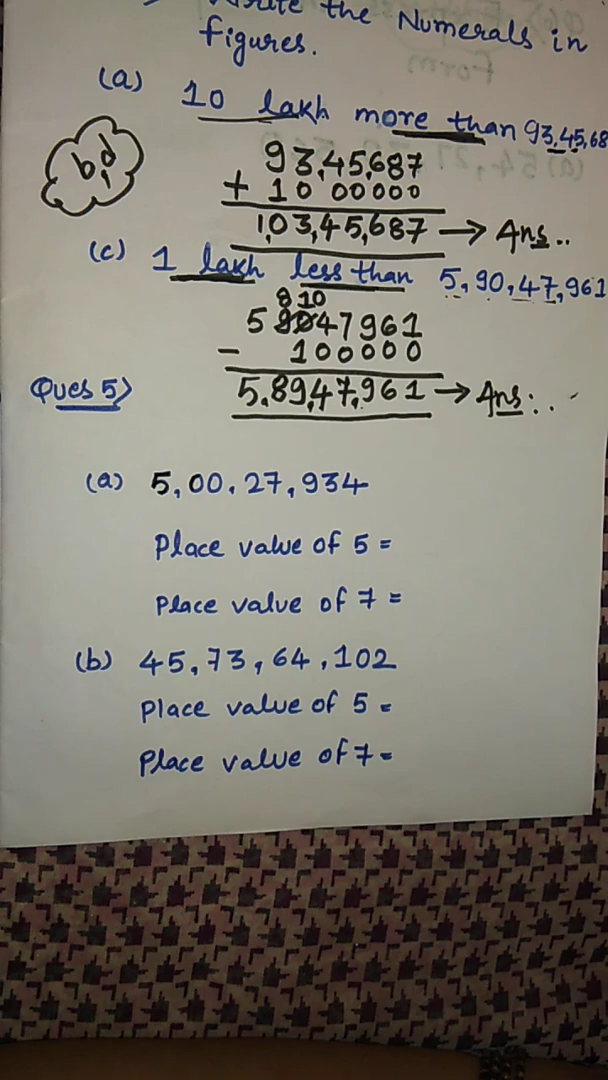 Write the Numerals in
figures.
(a) 10 lakh more than 93,45,68
b,d
93,45,687
+ 10 00000
1,03,45,687 → Ans..
(c) 1 lakh less than 5,90,47,961
8 10
5 9047961
- 100000
5,89,47,961 → Ans:..
Ques 5)
(a) 5,00,27,934
Place value of 5 =
Place value of 7 =
(b) 45,73,64,102
Place value of 5 =
Place value of 7 =